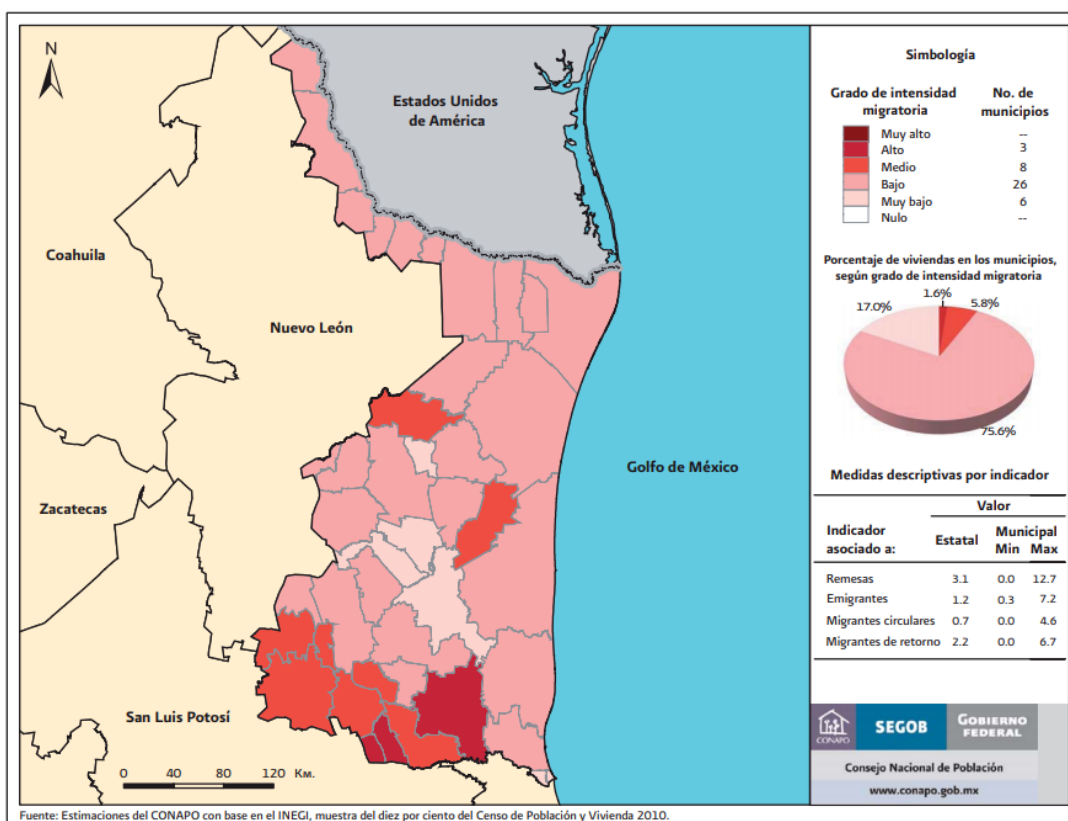 N
Estados Unidos
de América
Coahuila
Nuevo León
Zacatecas
San Luis Potosí
Golfo de México
0 40 80 120 Km.
Simbología
Grado de intensidad
migratoria
No. de
municipios
Muy alto --
Alto 3
Medio 8
Bajo 26
Muy bajo 6
Nulo --
Porcentaje de viviendas en los municipios,
según grado de intensidad migratoria
1.6%
17.0%
5.8%
75.6%
Medidas descriptivas por indicador
Valor
Indicador
asociado a:
Estatal
Municipal
Min Max
Remesas 3.1 0.0 12.7
Emigrantes 1.2 0.3 7.2
Migrantes circulares 0.7 0.0 4.6
Migrantes de retorno 2.2 0.0 6.7
CONAPO
SEGOB
GOBIERNO
FEDERAL
Consejo Nacional de Población
www.conapo.gob.mx
Fuente: Estimaciones del CONAPO con base en el INEGI, muestra del diez por ciento del Censo de Población y Vivienda 2010.